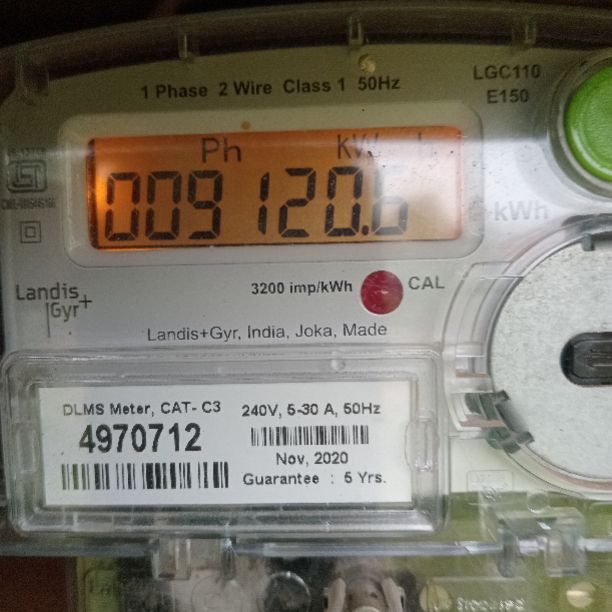 1 Phase 2 Wire Class 1 50Hz
LGC110
E150
Ph
009120.6
kWh
3200 imp/kWh
CAL
Landis
Gyr+
Landis+Gyr, India, Joka, Made
DLMS Meter, CAT- C3
4970712
240V, 5-30 A, 50Hz
Nov, 2020
Guarantee : 5 Yrs.